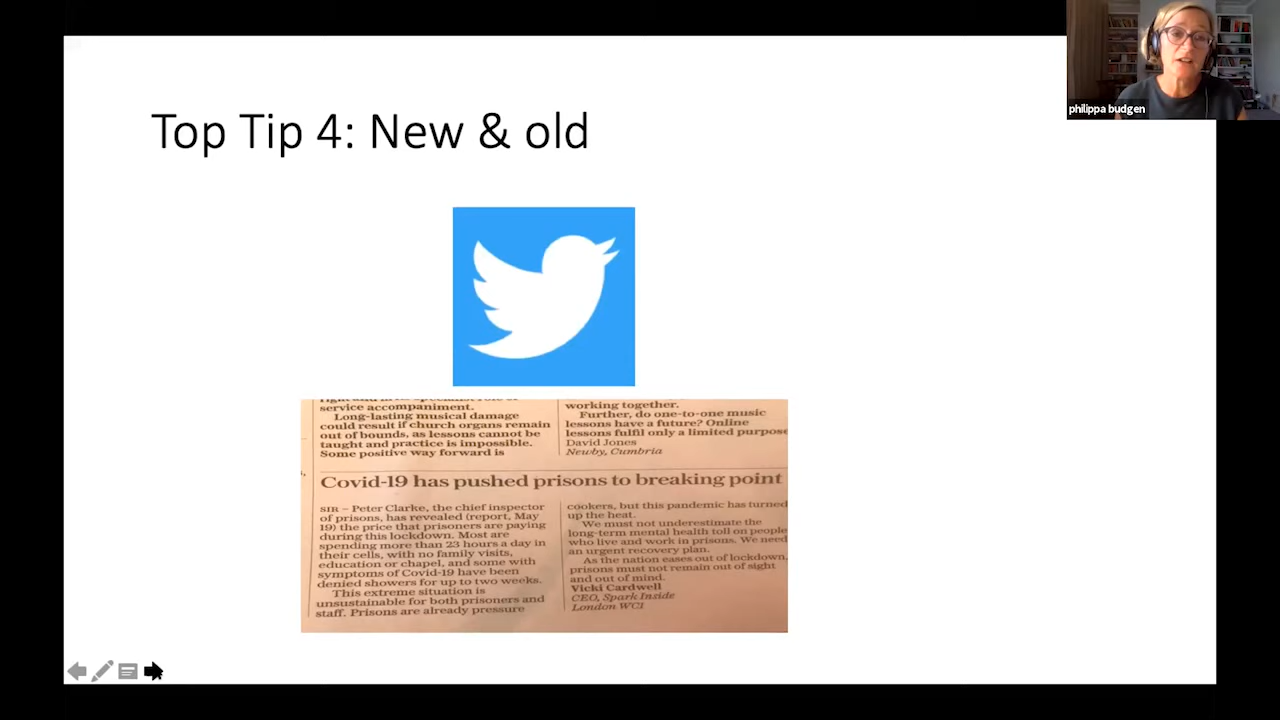 philippa budgen
Top Tip 4: New & old
service accompaniment.
Long-lasting musical damage
could result if church organs remain
out of bounds, as lessons cannot be
taught and practice is impossible.
Some positive way forward is
working together.
Further, do one-to-one music
lessons have a future? Online
lessons fulfil only a limited purpose
David Jones
Newby, Cumbria
Covid-19 has pushed prisons to breaking point
SIR – Peter Clarke, the chief inspector
of prisons, has revealed (report, May
19) the price that prisoners are paying
during this lockdown. Most are
spending more than 23 hours a day in
their cells, with no family visits,
education or chapel, and some with
symptoms of Covid-19 have been
denied showers for up to two weeks.
This extreme situation is
unsustainable for both prisoners and
staff. Prisons are already pressure
cookers, but this pandemic has turned
up the heat.
We must not underestimate the
long-term mental health toll on people
who live and work in prisons. We need
an urgent recovery plan.
As the nation eases out of lockdown,
prisons must not remain out of sight
and out of mind.
Vicki Cardwell
CEO, Spark Inside
London WC1